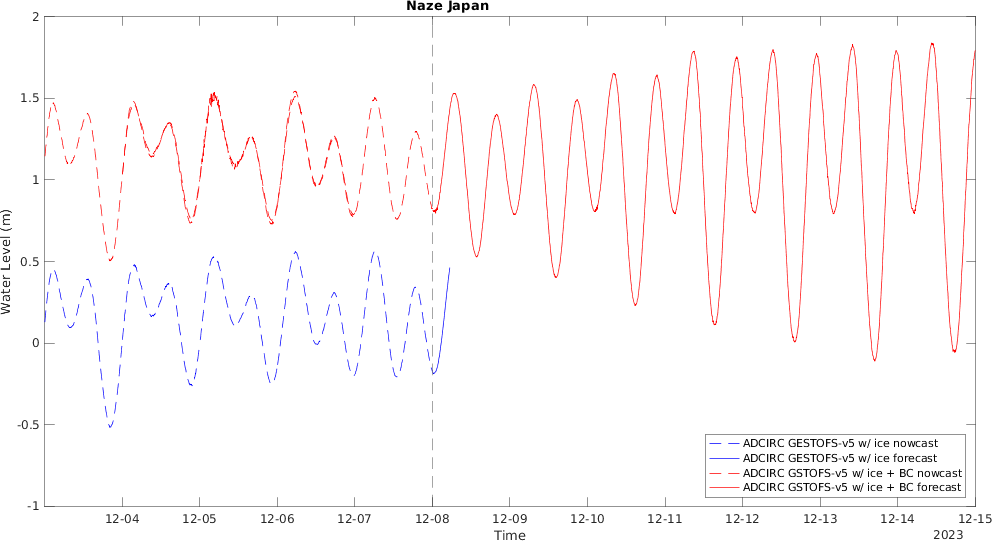 Naze Japan
2
1.5
1
0.5
0
-0.5
-1
Water Level (m)
ADCIRC GESTOFS-v5 w/ ice nowcast
ADCIRC GESTOFS-v5 w/ ice forecast
ADCIRC GSTOFS-v5 w/ ice + BC nowcast
ADCIRC GSTOFS-v5 w/ ice + BC forecast
12-04 12-05 12-06 12-07 12-08 12-09 12-10 12-11 12-12 12-13 12-14 12-15
Time
2023